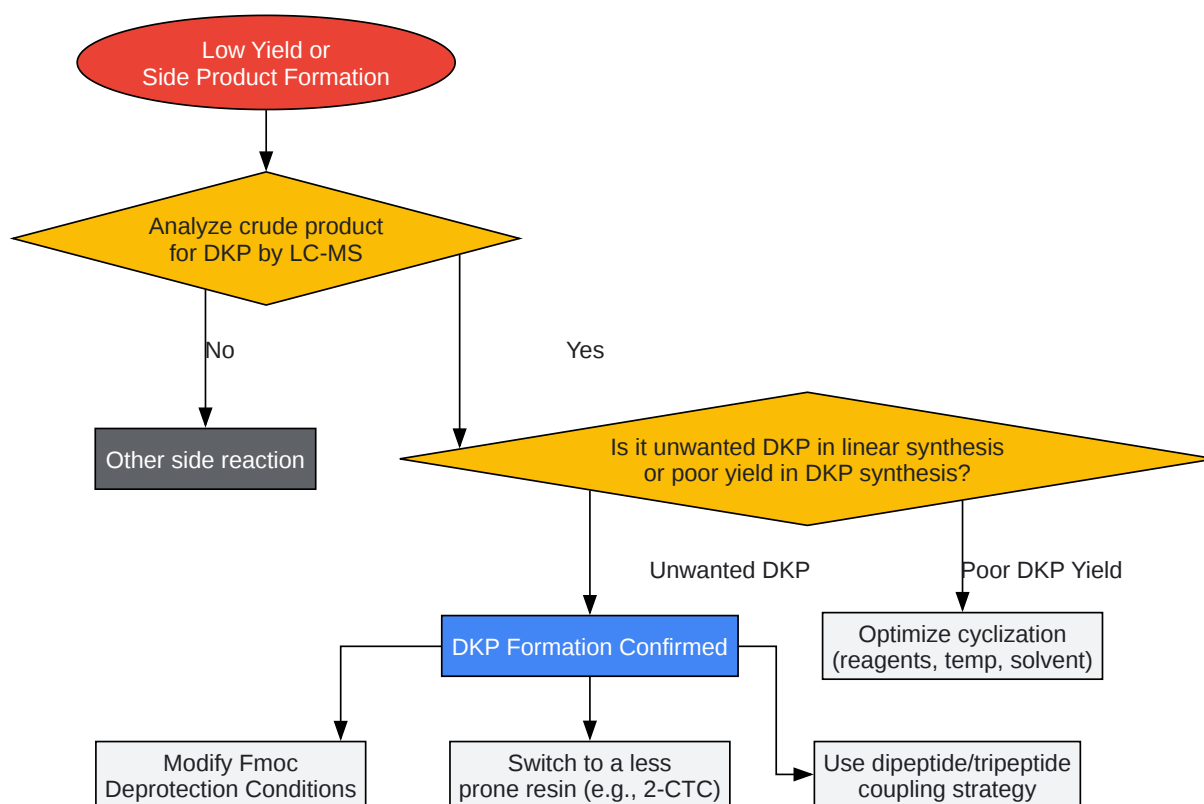 Low Yield or
Side Product Formation
Analyze crude product
for DKP by LC-MS
No
Yes
Other side reaction
Is it unwanted DKP in linear synthesis
or poor yield in DKP synthesis?
Unwanted DKP
Poor DKP Yield
DKP Formation Confirmed
Optimize cyclization
(reagents, temp, solvent)
Modify Fmoc
Deprotection Conditions
Switch to a less
prone resin (e.g., 2-CTC)
Use dipeptide/tripeptide
coupling strategy